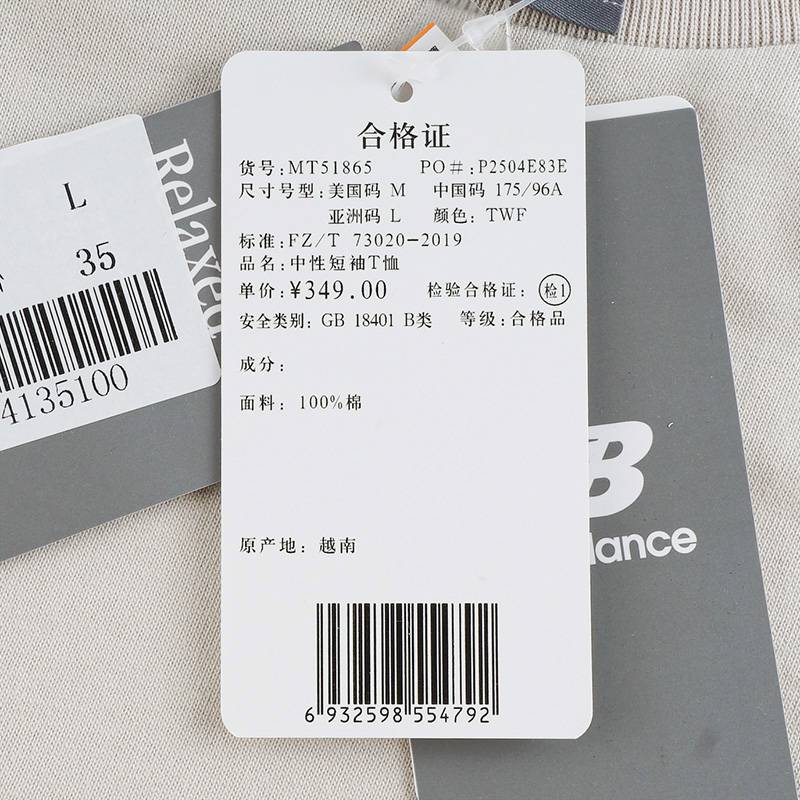 合格证
货号: MT51865 PO＃: P2504E83E
尺寸号型: 美国码 M 中国码 175/96A
亚洲码 L 颜色: TWF
标准: FZ/T 73020-2019
品名: 中性短袖T恤
单价: ¥349.00 检验合格证: 检1
安全类别: GB 18401 B类 等级: 合格品
成分:
面料: 100%棉
原产地: 越南
6 932598 554792
L
35
4135100
Relaxed
B
lance